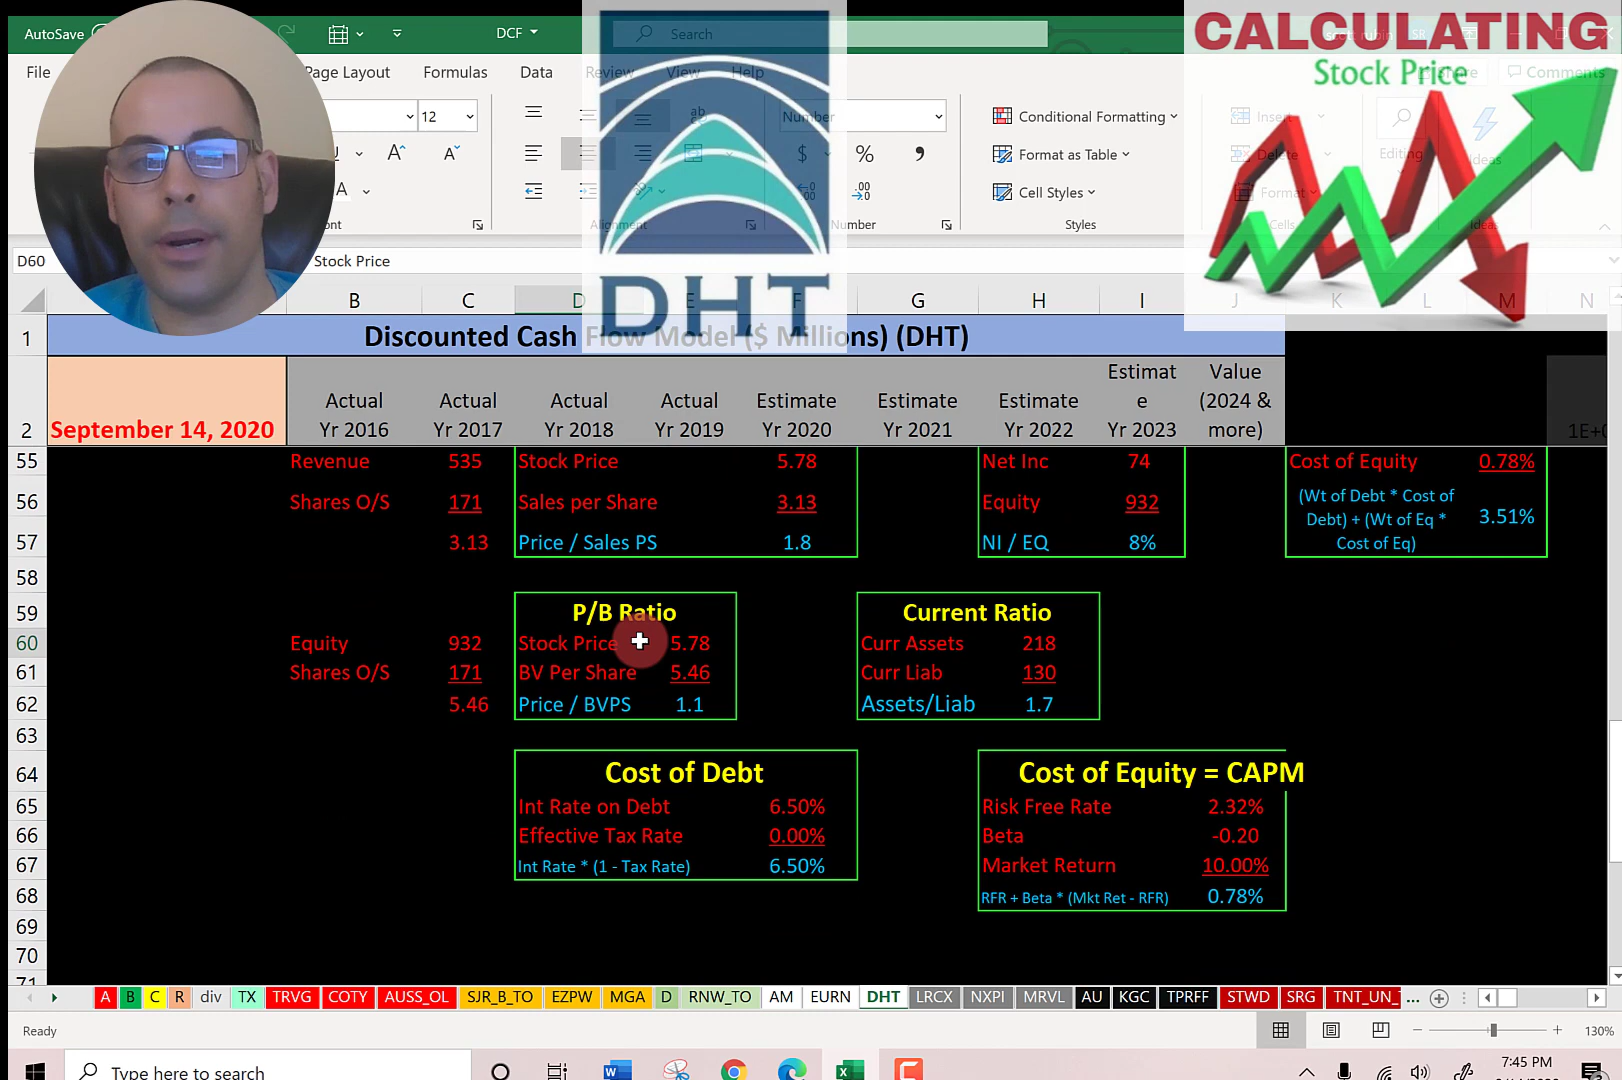 AutoSave
DCF
Search
CALCULATING
Stock Price
File
Page Layout
Formulas
Data
Review
View
Help
Share
Comments
12
Number
Conditional Formatting
Insert
Format as Table
Delete
Editing
Ideas
Cell Styles
Format
Alignment
Number
Styles
Cells
Ideas
D60
Stock Price
DHT
B C D E F G H I J K L M N
1 Discounted Cash Flow Model ($ Millions) (DHT)
2 September 14, 2020
Actual Yr 2016
Actual Yr 2017
Actual Yr 2018
Actual Yr 2019
Estimate Yr 2020
Estimate Yr 2021
Estimate Yr 2022
Estimat e Yr 2023
Value (2024 & more)
55 Revenue 535 Stock Price 5.78 Net Inc 74 Cost of Equity 0.78%
56 Shares O/S 171 Sales per Share 3.13 Equity 932
(Wt of Debt * Cost of
Debt) + (Wt of Eq *
Cost of Eq)
3.51%
57 3.13 Price / Sales PS 1.8 NI / EQ 8%
58
59 P/B Ratio Current Ratio
60 Equity 932 Stock Price 5.78 Curr Assets 218
61 Shares O/S 171 BV Per Share 5.46 Curr Liab 130
62 5.46 Price / BVPS 1.1 Assets/Liab 1.7
63
64 Cost of Debt Cost of Equity = CAPM
65 Int Rate on Debt 6.50% Risk Free Rate 2.32%
66 Effective Tax Rate 0.00% Beta -0.20
67 Int Rate * (1 - Tax Rate) 6.50% Market Return 10.00%
68 RFR + Beta * (Mkt Ret - RFR) 0.78%
69
70
71
A B C R div TX TRVG COTY AUSS_OL SJR_B_TO EZPW MGA D RNW_TO AM EURN DHT LRCX NXPI MRVL AU KGC TPRFF STWD SRG TNT_UN_ ...
Ready
130%
Type here to search
7:45 PM